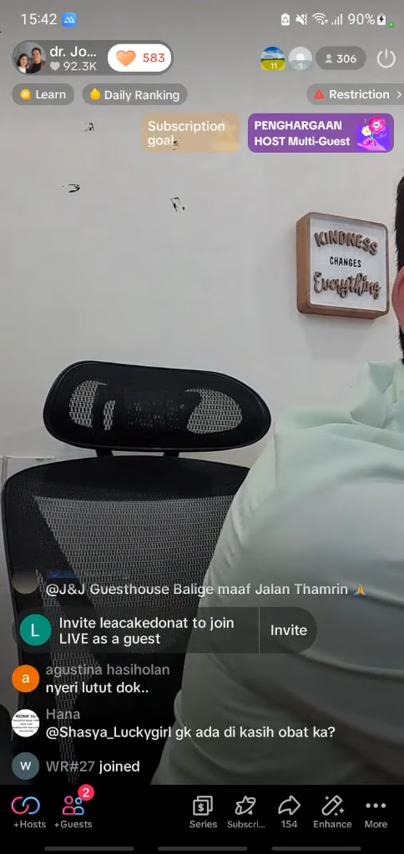 15:42
90%
dr. Jo...
92.3K
583
11
306
Learn
Daily Ranking
Restriction
Subscription goal
PENGHARGAAN
HOST Multi-Guest
KINDNESS
CHANGES
Everything
@J&J Guesthouse Balige maaf Jalan Thamrin 🙏
L
Invite leacakedonat to join
LIVE as a guest
Invite
a
agustina hasiholan
nyeri lutut dok..
Hana
@Shasya_Luckygirl gk ada di kasih obat ka?
W
WR#27 joined
2
+Hosts
+Guests
Series
Subscri...
154
Enhance
More